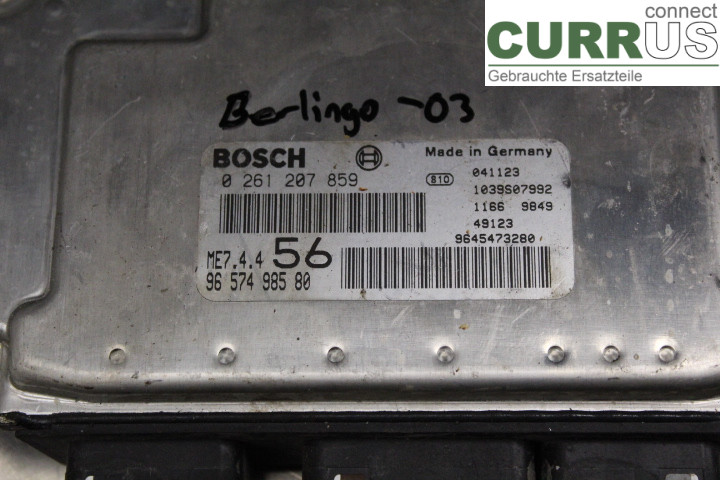 connect
CURRUS
Gebrauchte Ersatzteile
Berlingo -03
BOSCH
Made in Germany
0 261 207 859
810
041123
1039S07992
1166 9849
49123
9645473280
ME7.4.4 56
96 574 985 80